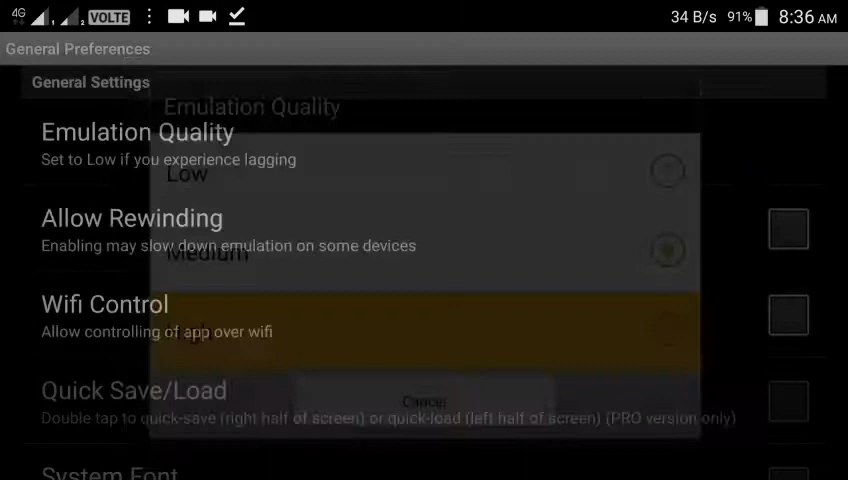 4G 1 2 VOLTE 34 B/s 91% 8:36 AM
General Preferences
General Settings
Emulation Quality
Emulation Quality
Set to Low if you experience lagging
Low
Allow Rewinding
Enabling may slow down emulation on some devices
Medium
Wifi Control
Allow controlling of app over wifi
High
Quick Save/Load
Cancel
Double tap to quick-save (right half of screen) or quick-load (left half of screen) (PRO version only)
System Font